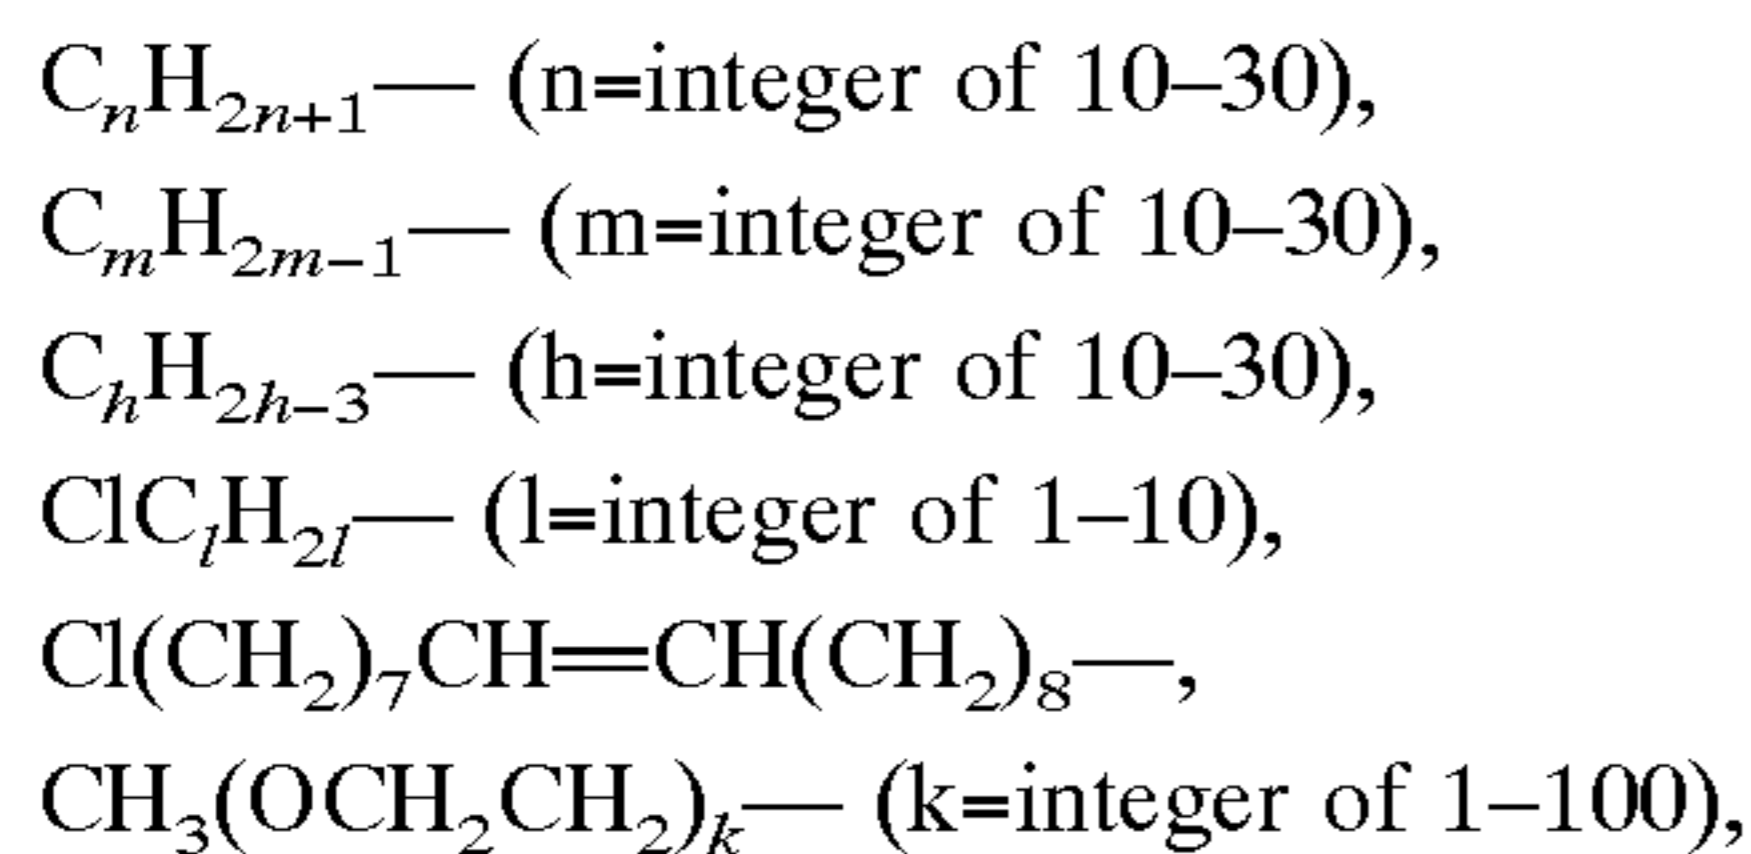 CₙH₂ₙ₊₁— (n=integer of 10–30),
CₘH₂ₘ₋₁— (m=integer of 10–30),
CₕH₂ₕ₋₃— (h=integer of 10–30),
ClCₗH₂ₗ— (l=integer of 1–10),
Cl(CH₂)₇CH=CH(CH₂)₈—,
CH₃(OCH₂CH₂)ₖ— (k=integer of 1–100),